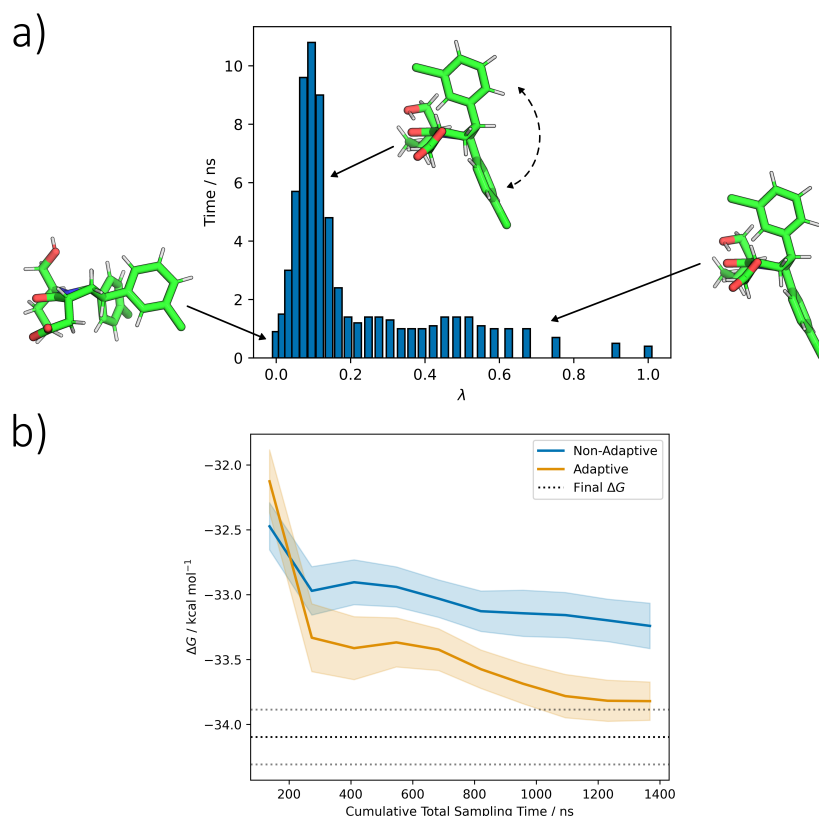 a)
Time / ns
10
8
6
4
2
0
0.0 0.2 0.4 0.6 0.8 1.0
λ
b)
Non-Adaptive
Adaptive
Final ΔG
ΔG / kcal mol⁻¹
−32.0
−32.5
−33.0
−33.5
−34.0
200 400 600 800 1000 1200 1400
Cumulative Total Sampling Time / ns